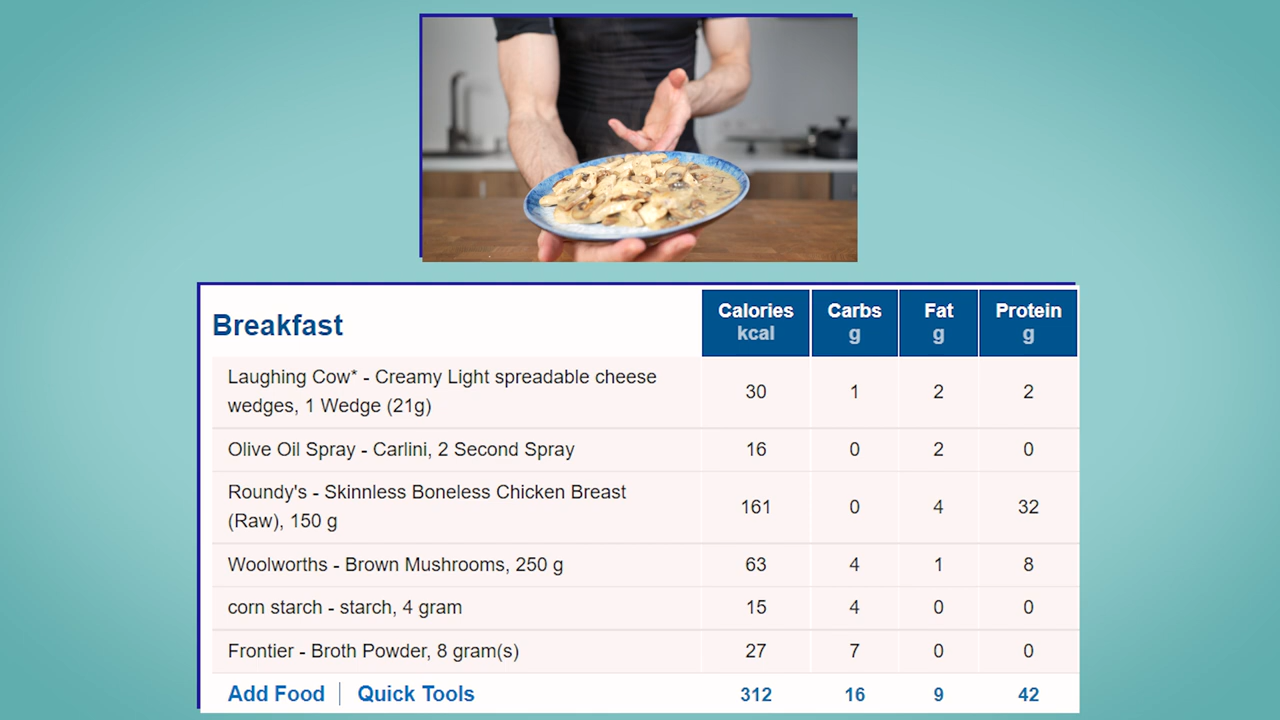 Breakfast
Calories Carbs Fat Protein
kcal g g g
Laughing Cow* - Creamy Light spreadable cheese
wedges, 1 Wedge (21g) 30 1 2 2
Olive Oil Spray - Carlini, 2 Second Spray 16 0 2 0
Roundy's - Skinnless Boneless Chicken Breast
(Raw), 150 g 161 0 4 32
Woolworths - Brown Mushrooms, 250 g 63 4 1 8
corn starch - starch, 4 gram 15 4 0 0
Frontier - Broth Powder, 8 gram(s) 27 7 0 0
Add Food | Quick Tools 312 16 9 42